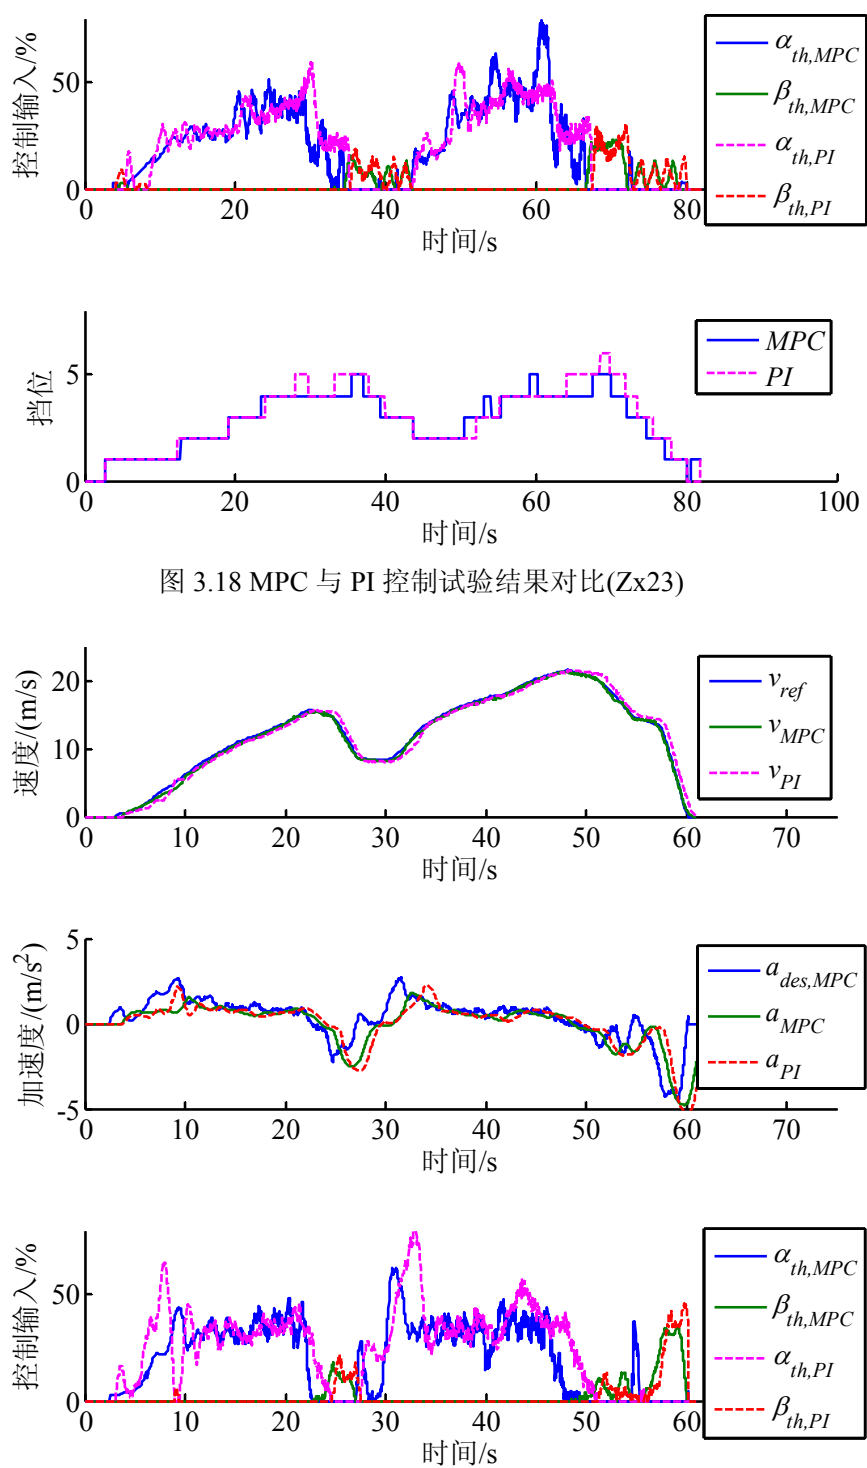 控制输入/%
50
0
0 20 40 60 80
时间/s
α_th,MPC
β_th,MPC
α_th,PI
β_th,PI
挡位
5
0
0 20 40 60 80 100
时间/s
MPC
PI
图 3.18 MPC 与 PI 控制试验结果对比(Zx23)
速度/(m/s)
20
10
0
0 10 20 30 40 50 60 70
时间/s
v_ref
v_MPC
v_PI
加速度/(m/s²)
5
0
-5
0 10 20 30 40 50 60 70
时间/s
a_des,MPC
a_MPC
a_PI
控制输入/%
50
0
0 10 20 30 40 50 60
时间/s
α_th,MPC
β_th,MPC
α_th,PI
β_th,PI